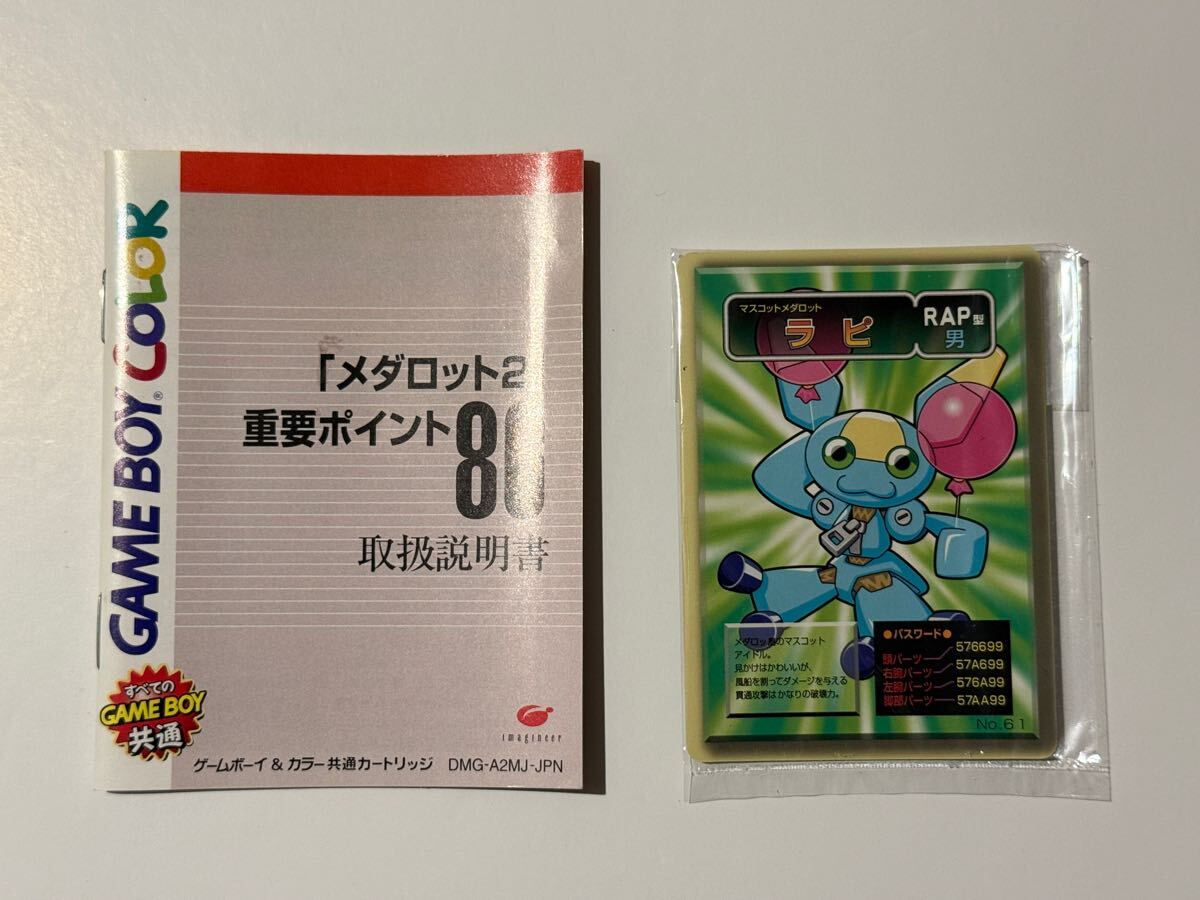 GAME BOY COLOR
「メダロット2」
重要ポイント
取扱説明書
すべての
GAME BOY
共通
imagineer
ゲームボーイ & カラー共通カートリッジ DMG-A2MJ-JPN
マスコットメダロット
ラピ
RAP型
男
メダロッ島のマスコット
アイドル。
見かけはかわいいが、
風船を割ってダメージを与える
貫通攻撃はかなりの破壊力。
●パスワード●
頭パーツ 576699
右腕パーツ 57A699
左腕パーツ 576A99
脚部パーツ 57AA99
No.61